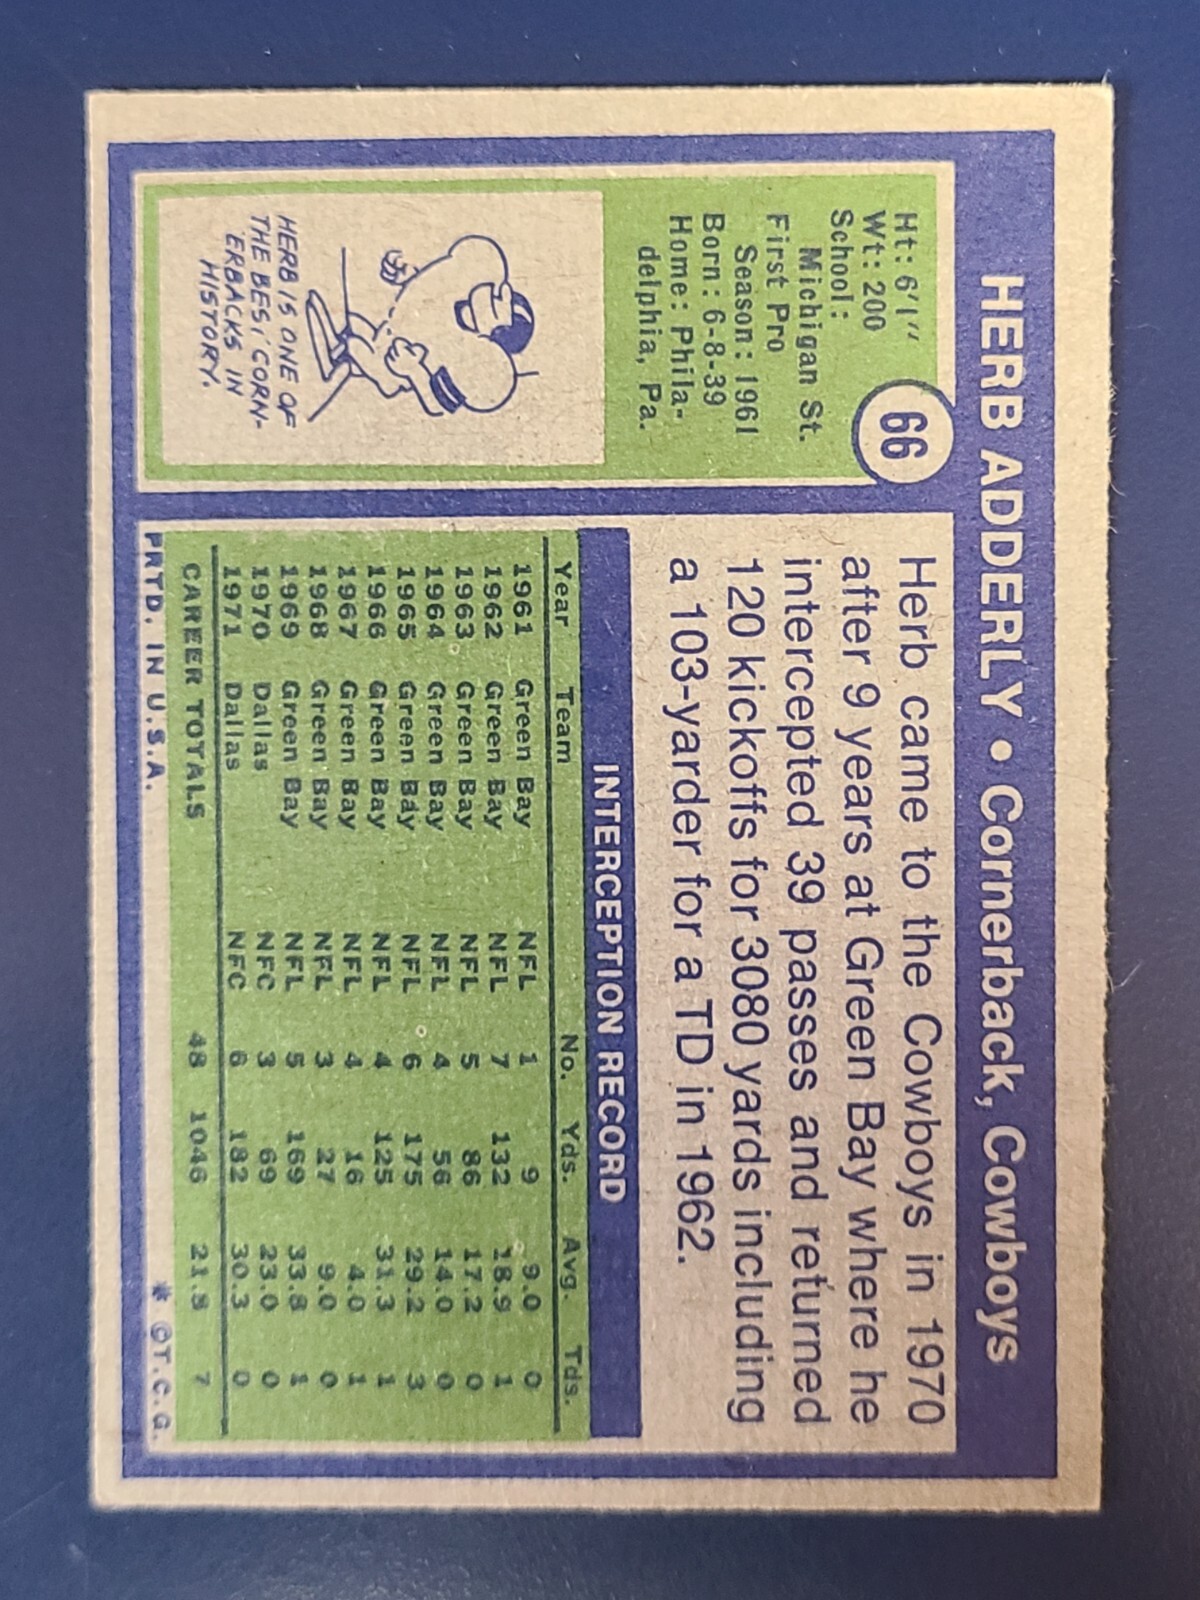 HERB ADDERLY • Cornerback, Cowboys
66
Ht: 6'1"
Wt: 200
School:
Michigan St.
First Pro
Season: 1961
Born: 6-8-39
Home: Phila-
delphia, Pa.
HERB IS ONE OF
THE BEST CORN-
ERBACKS IN
HISTORY.
Herb came to the Cowboys in 1970
after 9 years at Green Bay where he
intercepted 39 passes and returned
120 kickoffs for 3080 yards including
a 103-yarder for a TD in 1962.
INTERCEPTION RECORD
Year Team No. Yds. Avg. Tds.
1961 Green Bay NFL 1 9 9.0 0
1962 Green Bay NFL 7 132 18.9 1
1963 Green Bay NFL 5 86 17.2 0
1964 Green Bay NFL 4 56 14.0 0
1965 Green Bay NFL 6 175 29.2 3
1966 Green Bay NFL 4 125 31.3 1
1967 Green Bay NFL 4 16 4.0 1
1968 Green Bay NFL 3 27 9.0 0
1969 Green Bay NFL 5 169 33.8 1
1970 Dallas NFC 3 69 23.0 0
1971 Dallas NFC 6 182 30.3 0
CAREER TOTALS 48 1046 21.8 7
PRTD. IN U.S.A. * ©T.C.G.